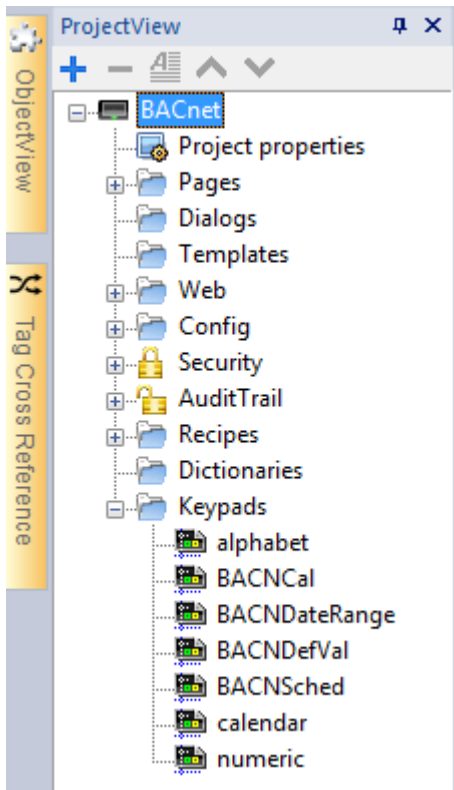 ProjectView
ObjectView
BACnet
Project properties
Pages
Dialogs
Templates
Web
Tag Cross Reference
Config
Security
AuditTrail
Recipes
Dictionaries
Keypads
alphabet
BACNCal
BACNDateRange
BACNDefVal
BACNSched
calendar
numeric